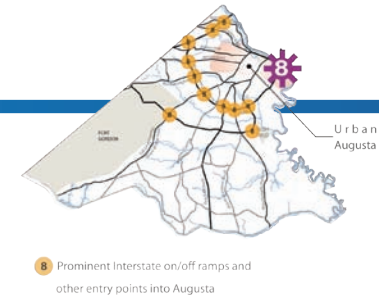 8
Urban
Augusta
FORT
GORDON
8 Prominent Interstate on/off ramps and
other entry points into Augusta